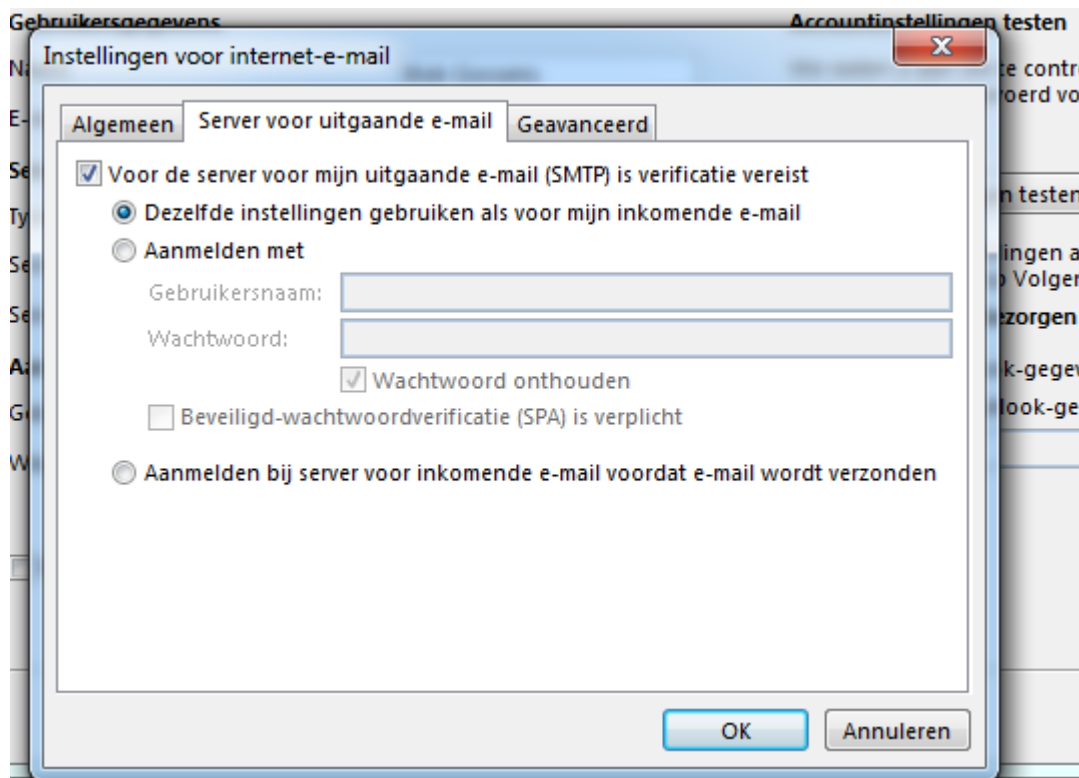 Gebruikersgegevens
Accountinstellingen testen
Instellingen voor internet-e-mail
Algemeen
Server voor uitgaande e-mail
Geavanceerd
Voor de server voor mijn uitgaande e-mail (SMTP) is verificatie vereist
Dezelfde instellingen gebruiken als voor mijn inkomende e-mail
Aanmelden met
Gebruikersnaam:
Wachtwoord:
Wachtwoord onthouden
Beveiligd-wachtwoordverificatie (SPA) is verplicht
Aanmelden bij server voor inkomende e-mail voordat e-mail wordt verzonden
OK
Annuleren